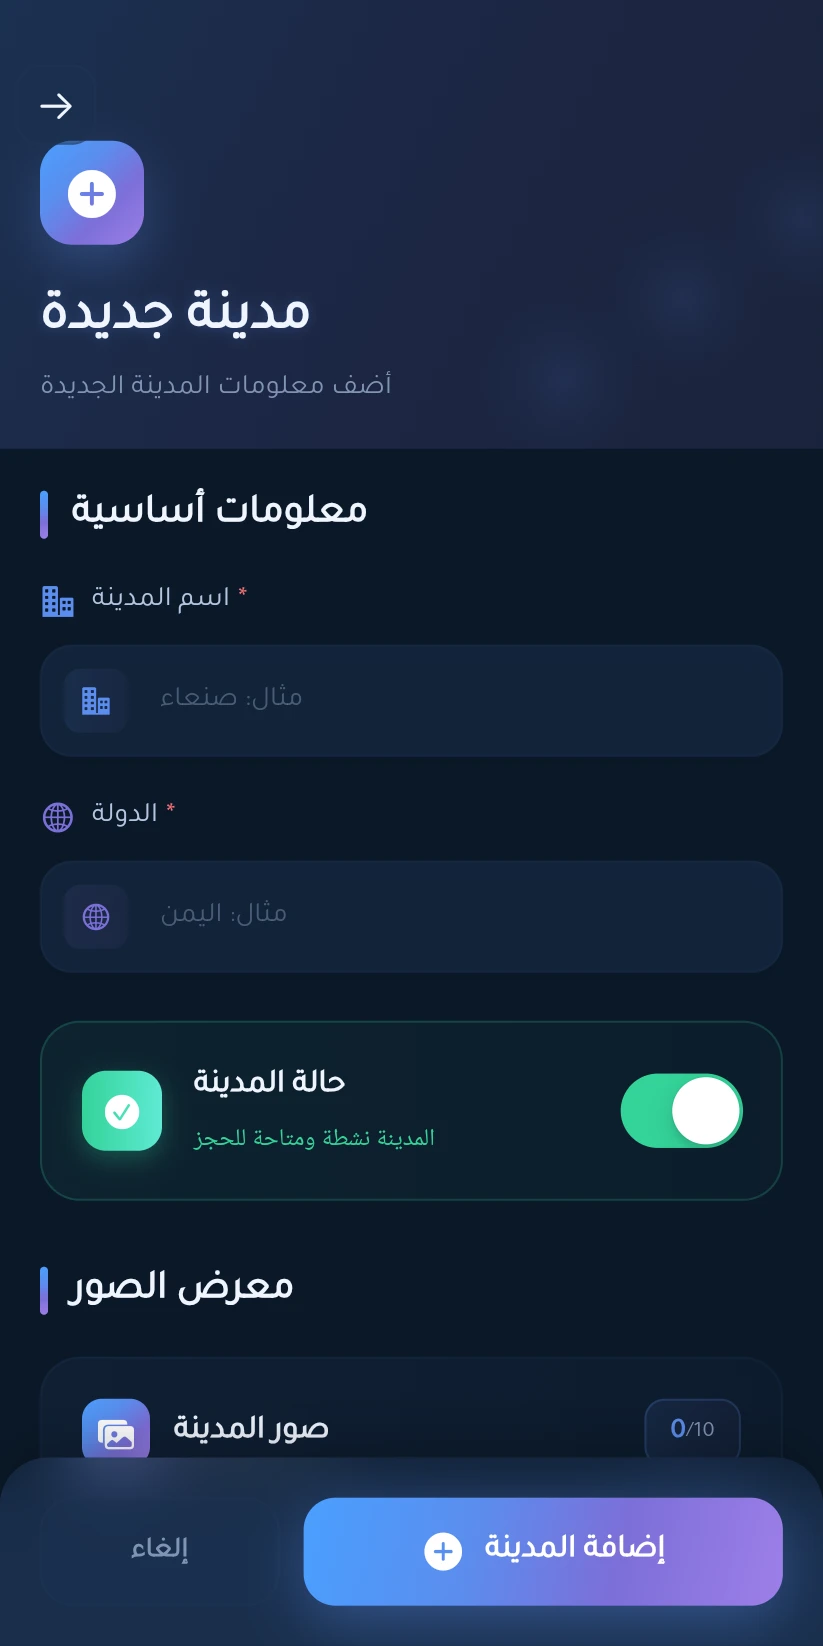 مدينة جديدة
أضف معلومات المدينة الجديدة
معلومات أساسية
اسم المدينة *
مثال: صنعاء
الدولة *
مثال: اليمن
حالة المدينة
المدينة نشطة ومتاحة للحجز
معرض الصور
صور المدينة
0/10
إضافة المدينة
إلغاء